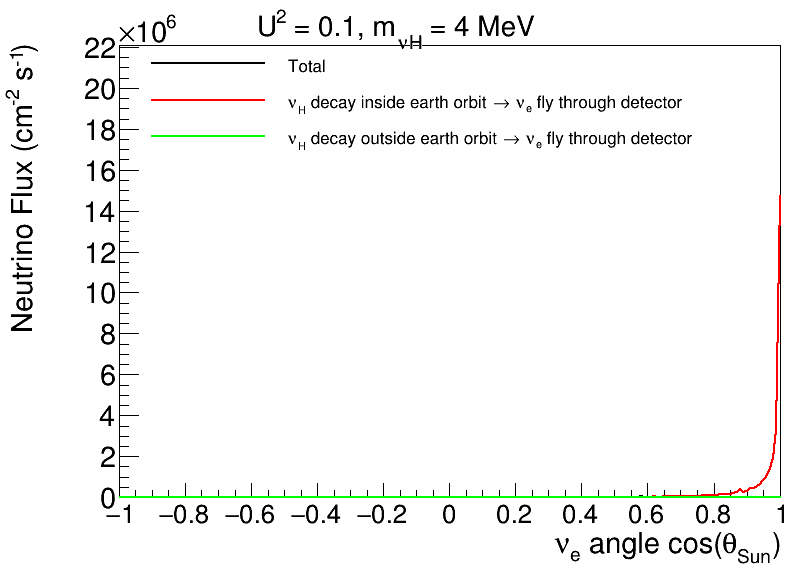 U² = 0.1, m_νH = 4 MeV
×10⁶
Neutrino Flux (cm⁻² s⁻¹)
22
20
18
16
14
12
10
8
6
4
2
0
Total
ν_H decay inside earth orbit → ν_e fly through detector
ν_H decay outside earth orbit → ν_e fly through detector
−1 −0.8 −0.6 −0.4 −0.2 0 0.2 0.4 0.6 0.8 1
ν_e angle cos(θ_Sun)